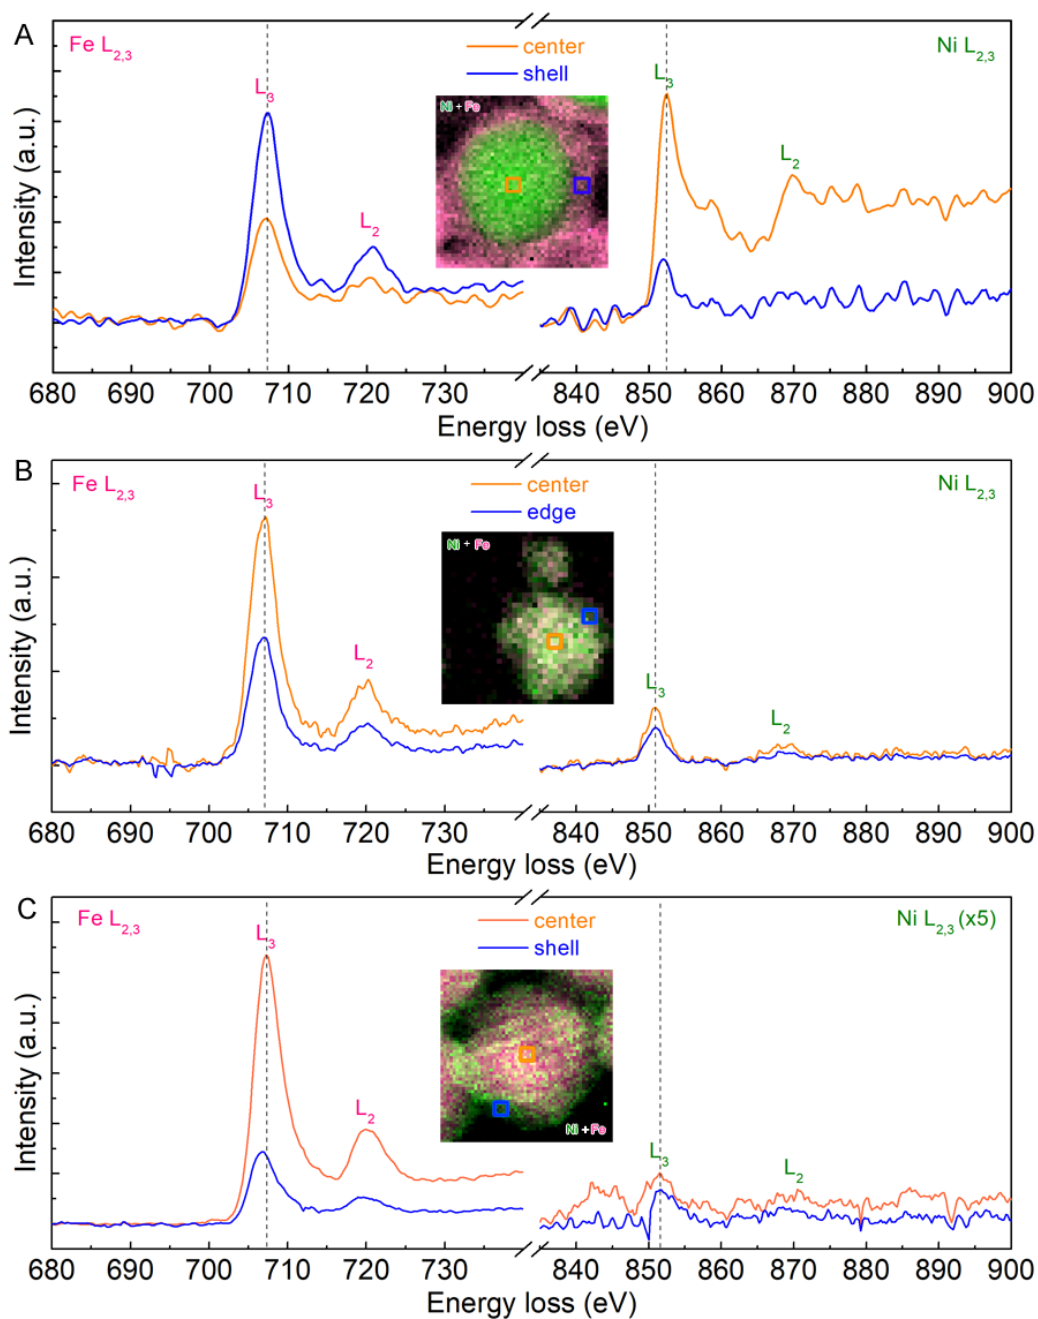 A
Fe L2,3
center
shell
Ni L2,3
L3
L2
L3
L2
Ni + Fe
Intensity (a.u.)
680 690 700 710 720 730 840 850 860 870 880 890 900
Energy loss (eV)
B
Fe L2,3
center
edge
Ni L2,3
L3
L2
L3
L2
Ni + Fe
Intensity (a.u.)
680 690 700 710 720 730 840 850 860 870 880 890 900
Energy loss (eV)
C
Fe L2,3
center
shell
Ni L2,3 (x5)
L3
L2
L3
L2
Ni + Fe
Intensity (a.u.)
680 690 700 710 720 730 840 850 860 870 880 890 900
Energy loss (eV)